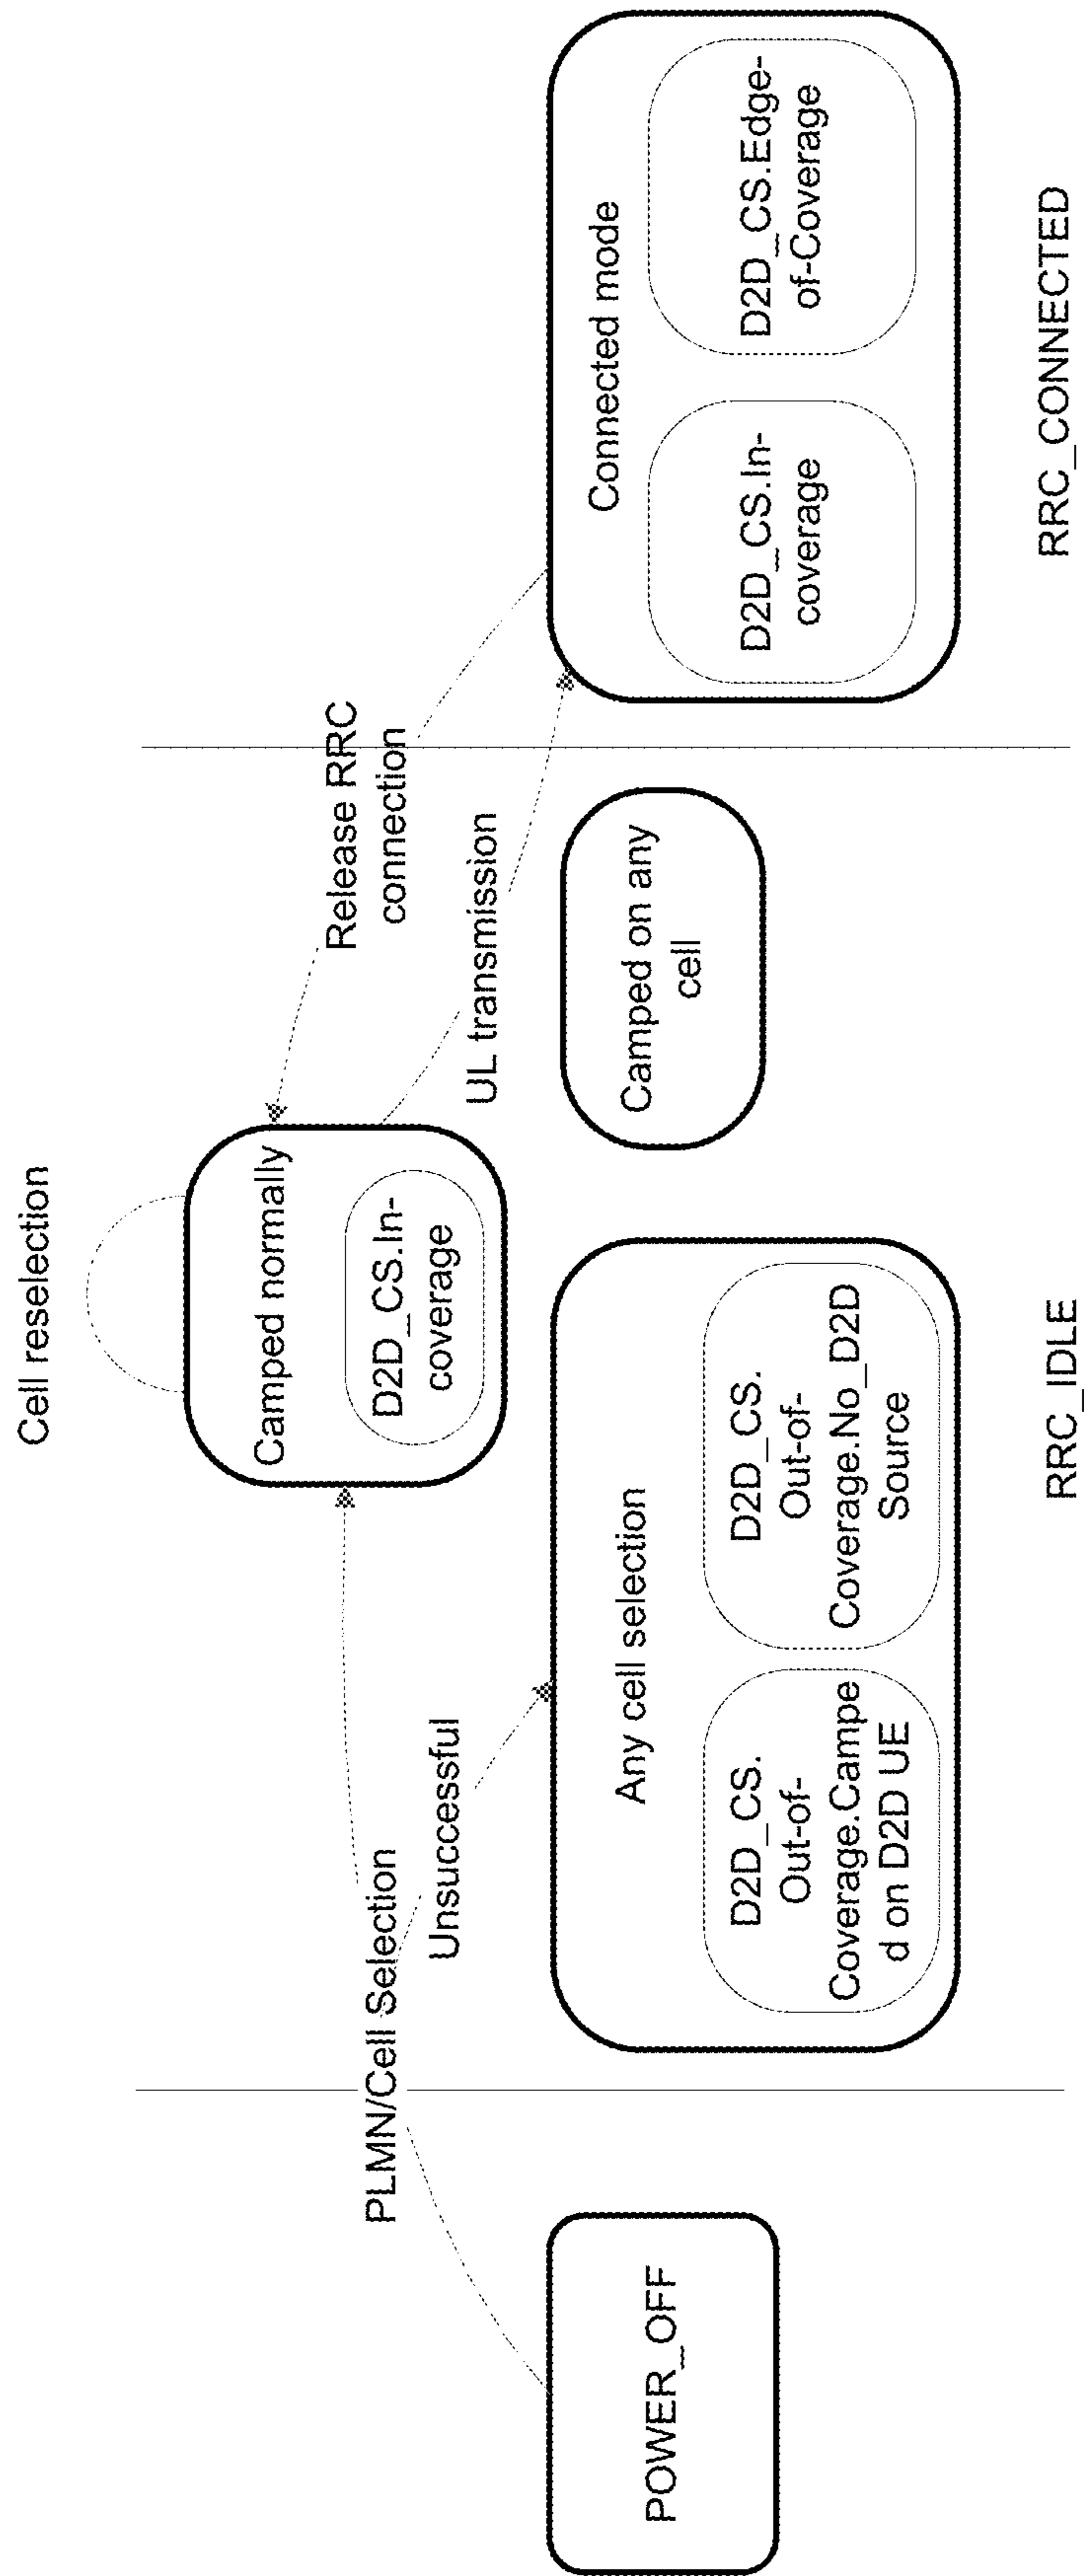 Cell reselection
Release RRC
connection
Camped normally
D2D_CS.In-
coverage
UL transmission
PLMN/Cell Selection
Unsuccessful
POWER_OFF
Any cell selection
D2D_CS.
Out-of-
Coverage.Campe
d on D2D UE
D2D_CS.
Out-of-
Coverage.No_D2D
Source
Camped on any
cell
Connected mode
D2D_CS.In-
coverage
D2D_CS.Edge-
of-Coverage
RRC_IDLE
RRC_CONNECTED